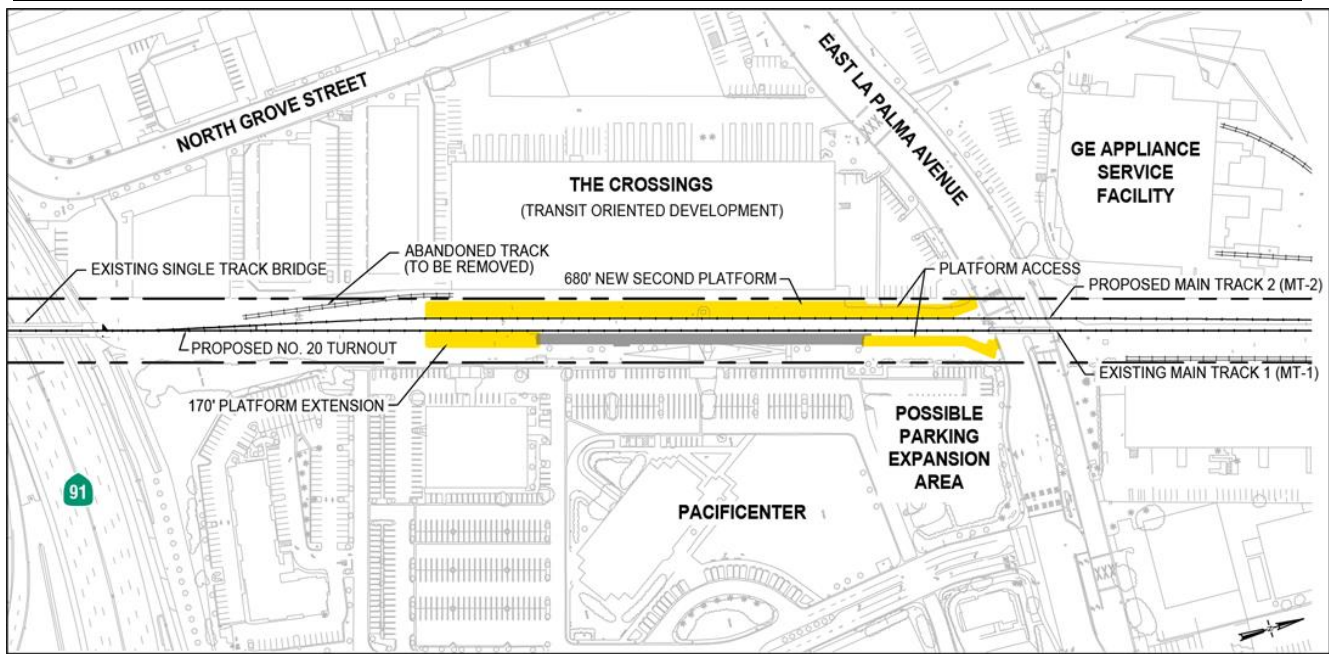 NORTH GROVE STREET
EAST LA PALMA AVENUE
GE APPLIANCE
SERVICE
FACILITY
THE CROSSINGS
(TRANSIT ORIENTED DEVELOPMENT)
EXISTING SINGLE TRACK BRIDGE
ABANDONED TRACK
(TO BE REMOVED)
680' NEW SECOND PLATFORM
PLATFORM ACCESS
PROPOSED MAIN TRACK 2 (MT-2)
PROPOSED NO. 20 TURNOUT
EXISTING MAIN TRACK 1 (MT-1)
170' PLATFORM EXTENSION
POSSIBLE
PARKING
EXPANSION
AREA
91
PACIFICENTER